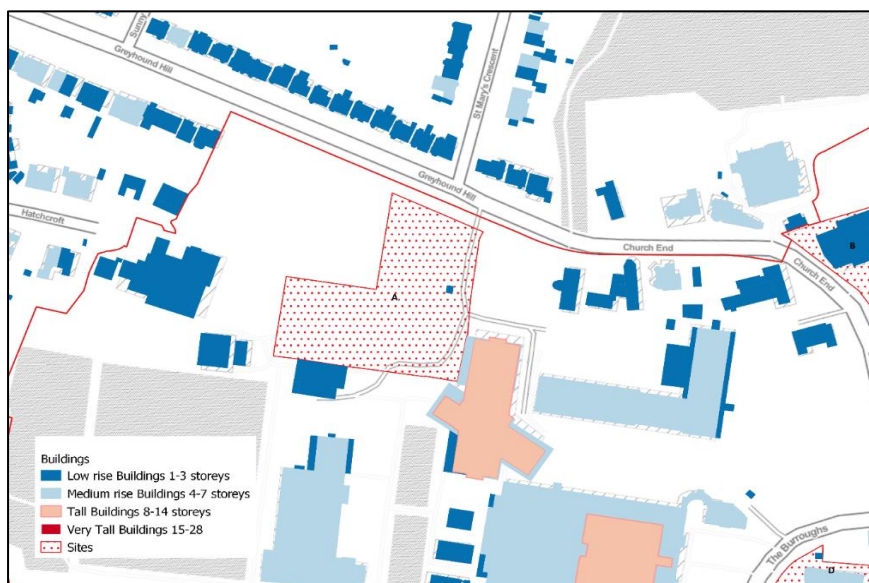 Sunny
Greyhound Hill
St Mary's Crescent
Greyhound Hill
Hatchcroft
Church End
B
Church End
A
Buildings
Low rise Buildings 1-3 storeys
Medium rise Buildings 4-7 storeys
Tall Buildings 8-14 storeys
Very Tall Buildings 15-28
Sites
The Burroughs
D